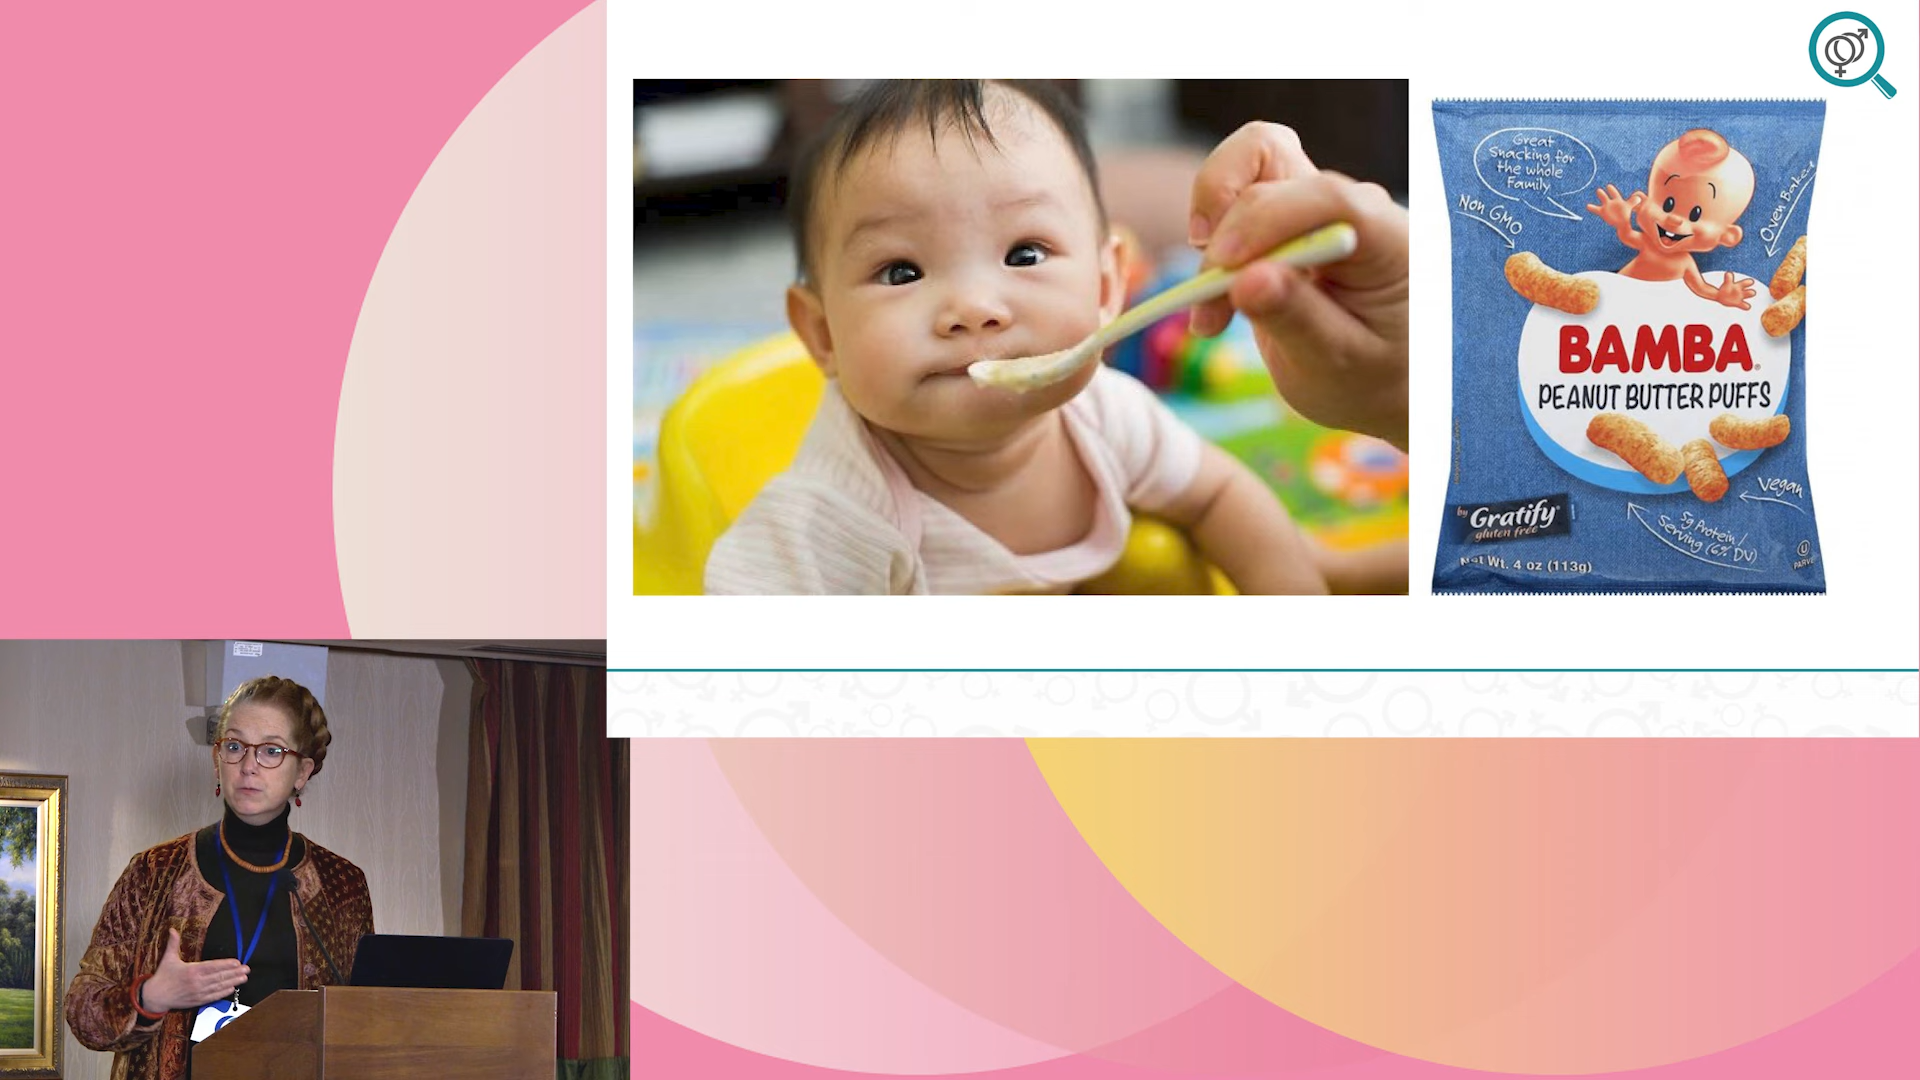 Great
Snacking for
the whole
Family
Non GMO
Oven Baked
BAMBA
PEANUT BUTTER PUFFS
Vegan
by Gratify
gluten free
5g Protein /
Serving (6% DV)
Net Wt. 4 oz (113g)
U
PARVE